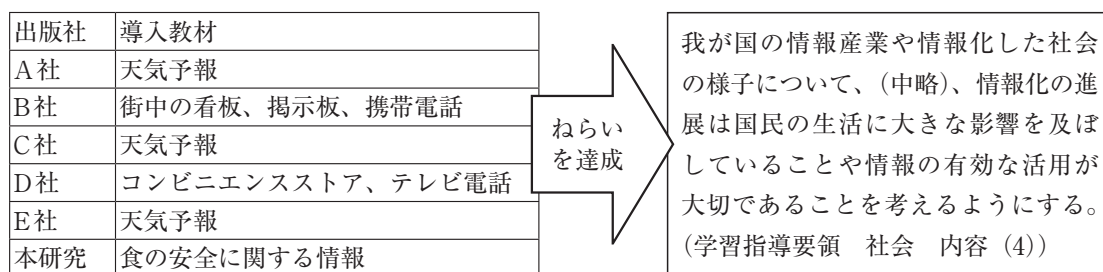 出版社 導入教材
A社 天気予報
B社 街中の看板、掲示板、携帯電話
C社 天気予報
D社 コンビニエンスストア、テレビ電話
E社 天気予報
本研究 食の安全に関する情報
ねらい
を達成
我が国の情報産業や情報化した社会
の様子について、（中略）、情報化の進
展は国民の生活に大きな影響を及ぼ
していることや情報の有効な活用が
大切であることを考えるようにする。
（学習指導要領　社会　内容（4））